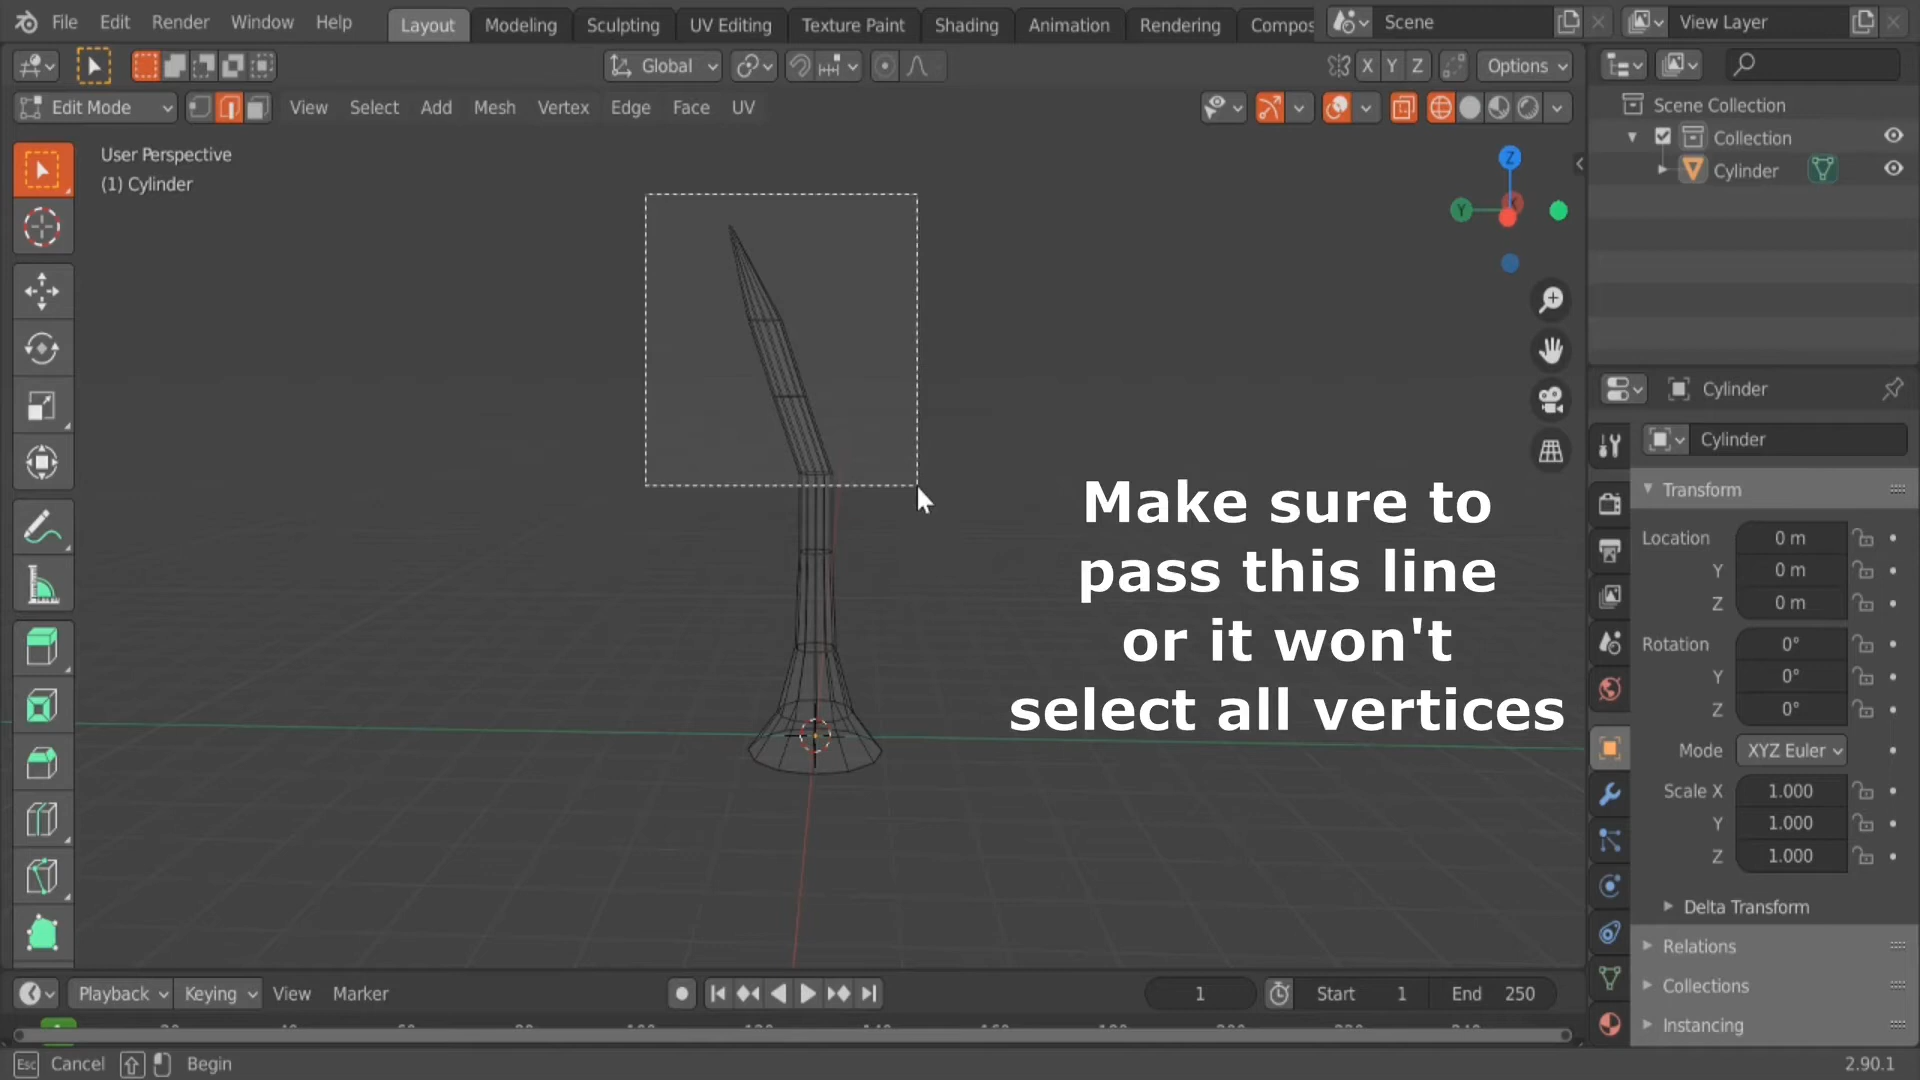 File Edit Render Window Help Layout Modeling Sculpting UV Editing Texture Paint Shading Animation Rendering Compos Scene View Layer
Global X Y Z Options
Edit Mode View Select Add Mesh Vertex Edge Face UV
User Perspective
(1) Cylinder
Z
Y
Scene Collection
Collection
Cylinder
Cylinder
Cylinder
Transform
Location 0 m
Y 0 m
Z 0 m
Rotation 0°
Y 0°
Z 0°
Mode XYZ Euler
Scale X 1.000
Y 1.000
Z 1.000
Delta Transform
Relations
Collections
Instancing
Make sure to
pass this line
or it won't
select all vertices
Playback Keying View Marker 1 Start 1 End 250
Esc Cancel Begin 2.90.1